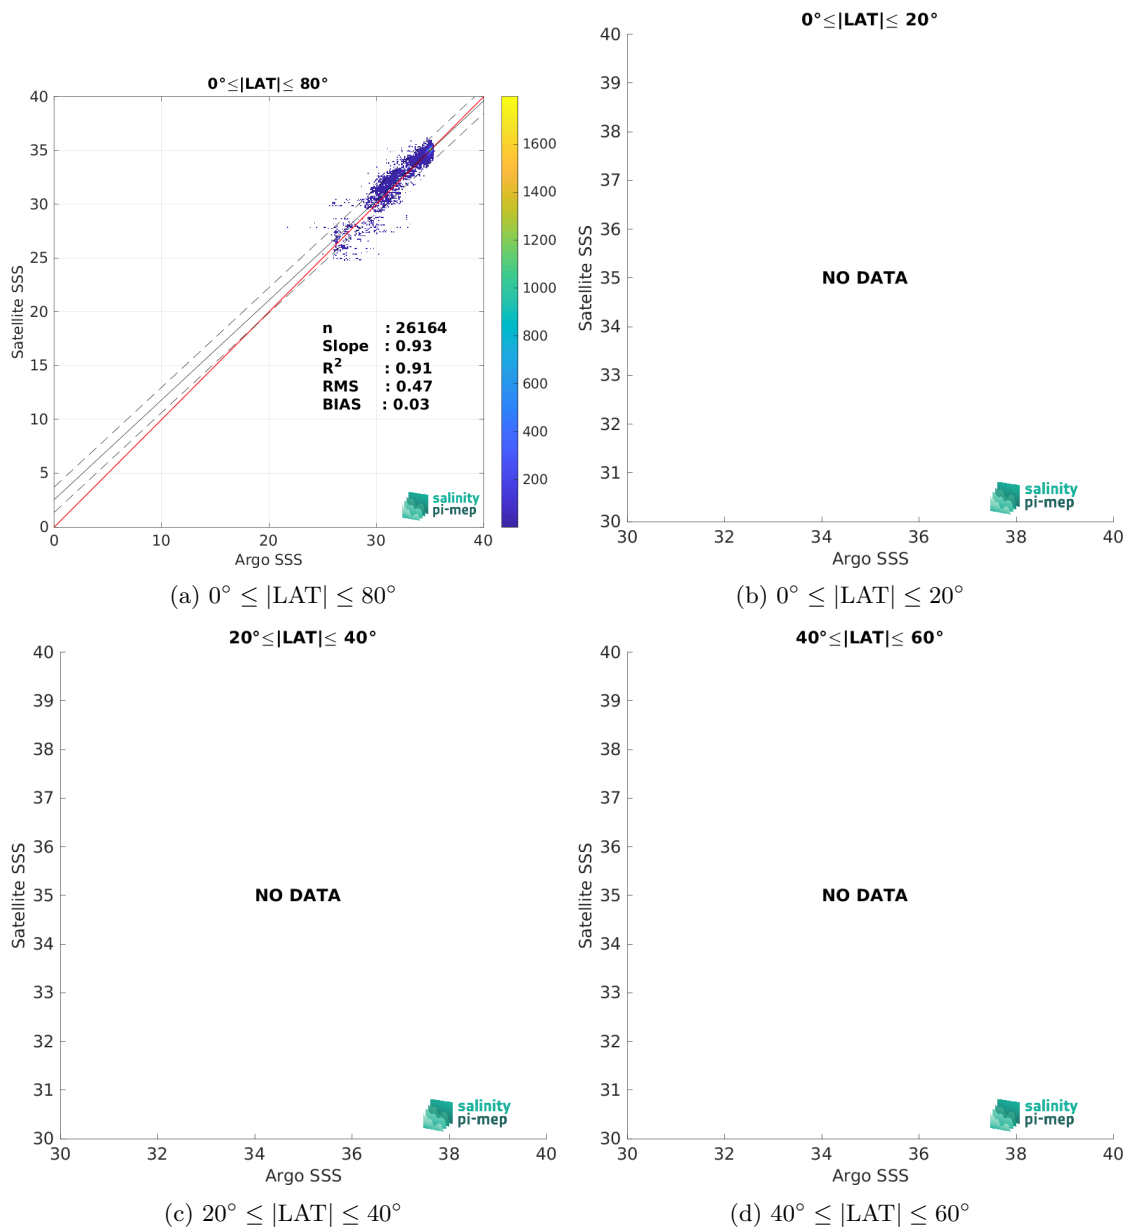 0°≤|LAT|≤ 80°
40
35
30
25
20
15
10
5
0
Satellite SSS
0
10
20
30
40
Argo SSS
1600
1400
1200
1000
800
600
400
200
n : 26164
Slope : 0.93
R² : 0.91
RMS : 0.47
BIAS : 0.03
salinity
pi-mep
(a) 0° ≤ |LAT| ≤ 80°
0°≤|LAT|≤ 20°
40
39
38
37
36
35
34
33
32
31
30
Satellite SSS
NO DATA
30
32
34
36
38
40
Argo SSS
salinity
pi-mep
(b) 0° ≤ |LAT| ≤ 20°
20°≤|LAT|≤ 40°
40
39
38
37
36
35
34
33
32
31
30
Satellite SSS
NO DATA
30
32
34
36
38
40
Argo SSS
salinity
pi-mep
(c) 20° ≤ |LAT| ≤ 40°
40°≤|LAT|≤ 60°
40
39
38
37
36
35
34
33
32
31
30
Satellite SSS
NO DATA
30
32
34
36
38
40
Argo SSS
salinity
pi-mep
(d) 40° ≤ |LAT| ≤ 60°